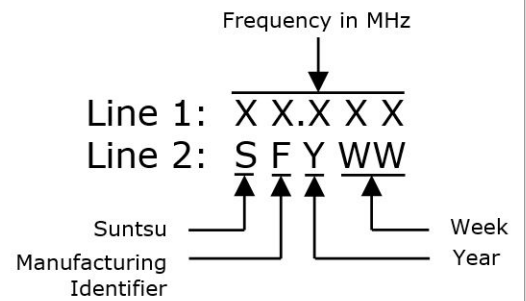 Frequency in MHz
Line 1: X X.X X X
Line 2: S F Y WW
Suntsu
Week
Manufacturing
Identifier
Year